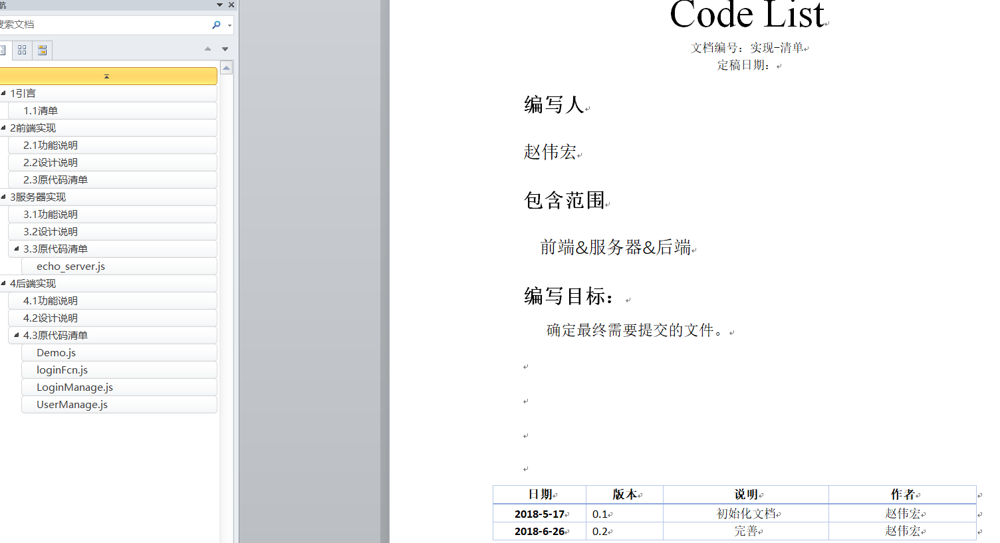 航
搜索文档
1引言
1.1清单
2前端实现
2.1功能说明
2.2设计说明
2.3原代码清单
3服务器实现
3.1功能说明
3.2设计说明
3.3原代码清单
echo_server.js
4后端实现
4.1功能说明
4.2设计说明
4.3原代码清单
Demo.js
loginFcn.js
LoginManage.js
UserManage.js
Code List
文档编号：实现-清单
定稿日期：
编写人
赵伟宏
包含范围
前端&服务器&后端
编写目标：
确定最终需要提交的文件。
日期 版本 说明 作者
2018-5-17 0.1 初始化文档 赵伟宏
2018-6-26 0.2 完善 赵伟宏